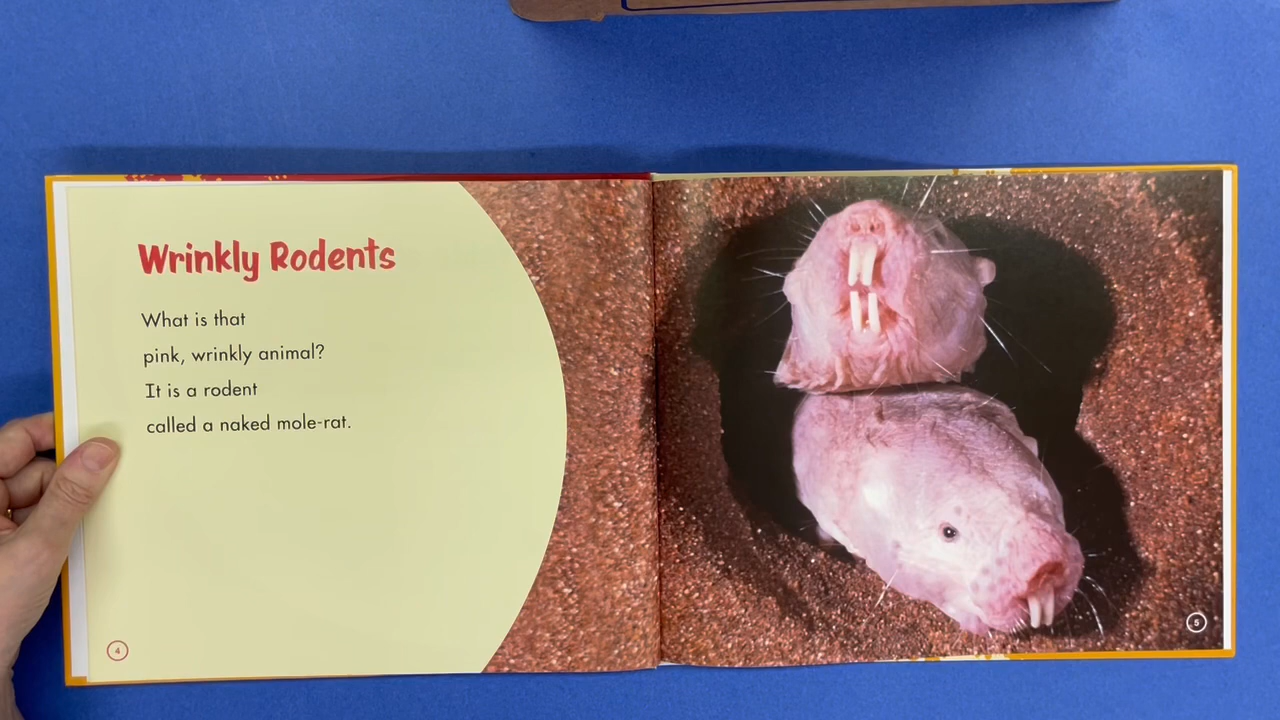 Wrinkly Rodents
What is that
pink, wrinkly animal?
It is a rodent
called a naked mole-rat.
4
5